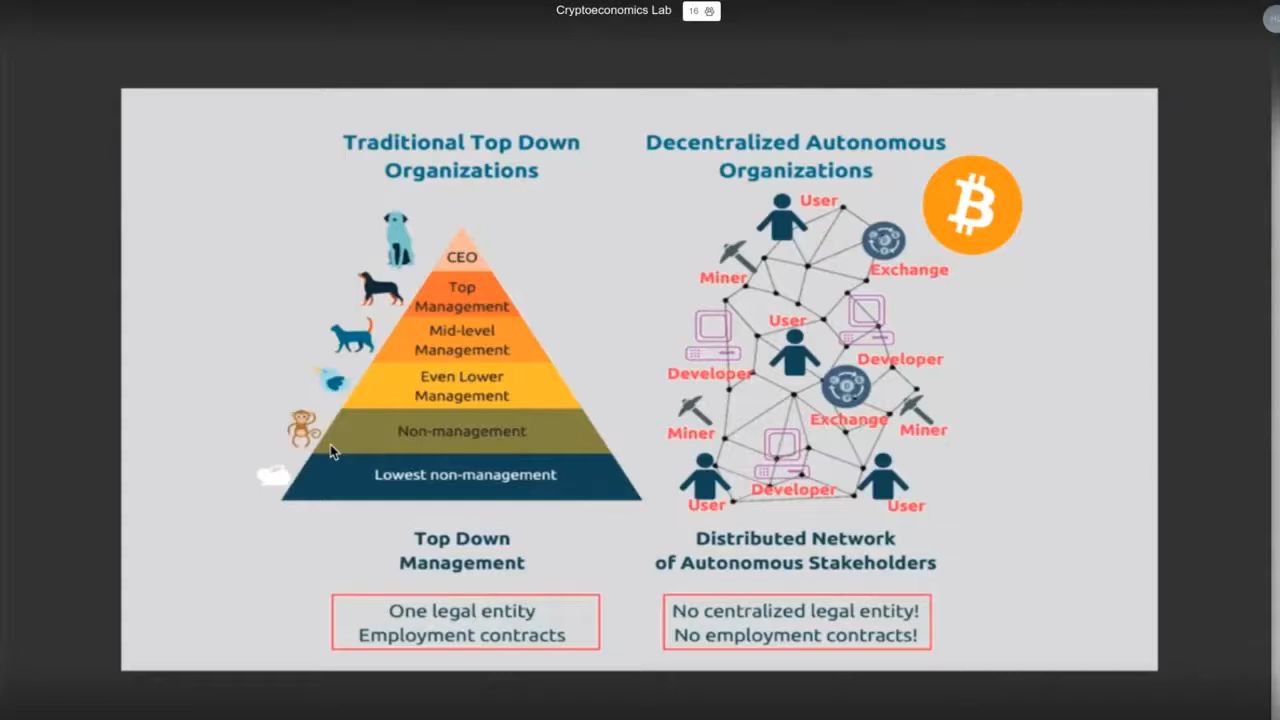 Cryptoeconomics Lab
16
Traditional Top Down
Organizations
CEO
Top
Management
Mid-level
Management
Even Lower
Management
Non-management
Lowest non-management
Top Down
Management
One legal entity
Employment contracts
Decentralized Autonomous
Organizations
User
Exchange
Miner
User
Developer
Developer
Exchange
Miner
Miner
Developer
User
User
Distributed Network
of Autonomous Stakeholders
No centralized legal entity!
No employment contracts!